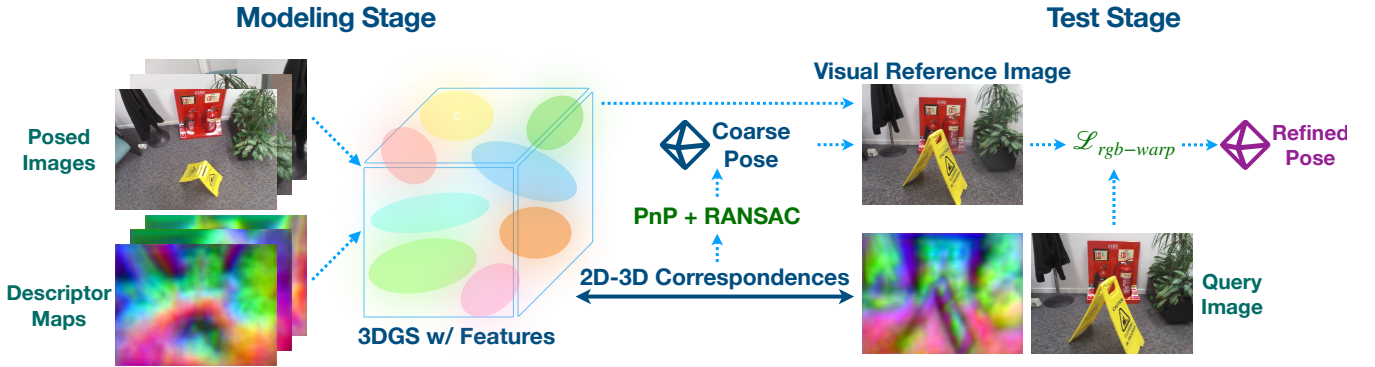 Modeling Stage
Test Stage
Posed
Images
Descriptor
Maps
3DGS w/ Features
Visual Reference Image
Coarse
Pose
PnP + RANSAC
2D-3D Correspondences
ℒrgb−warp
Refined
Pose
Query
Image
FIRE